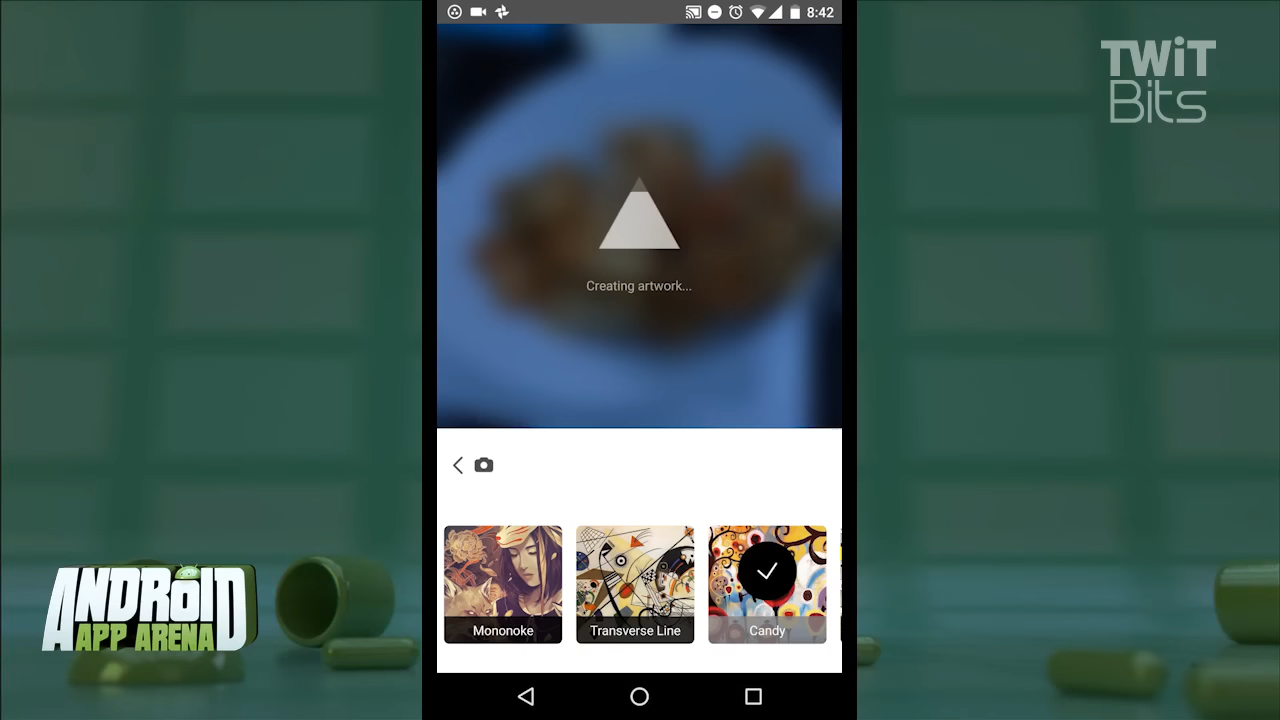 8:42
TWiT
Bits
Creating artwork...
Mononoke
Transverse Line
Candy
ANDROID
APP ARENA